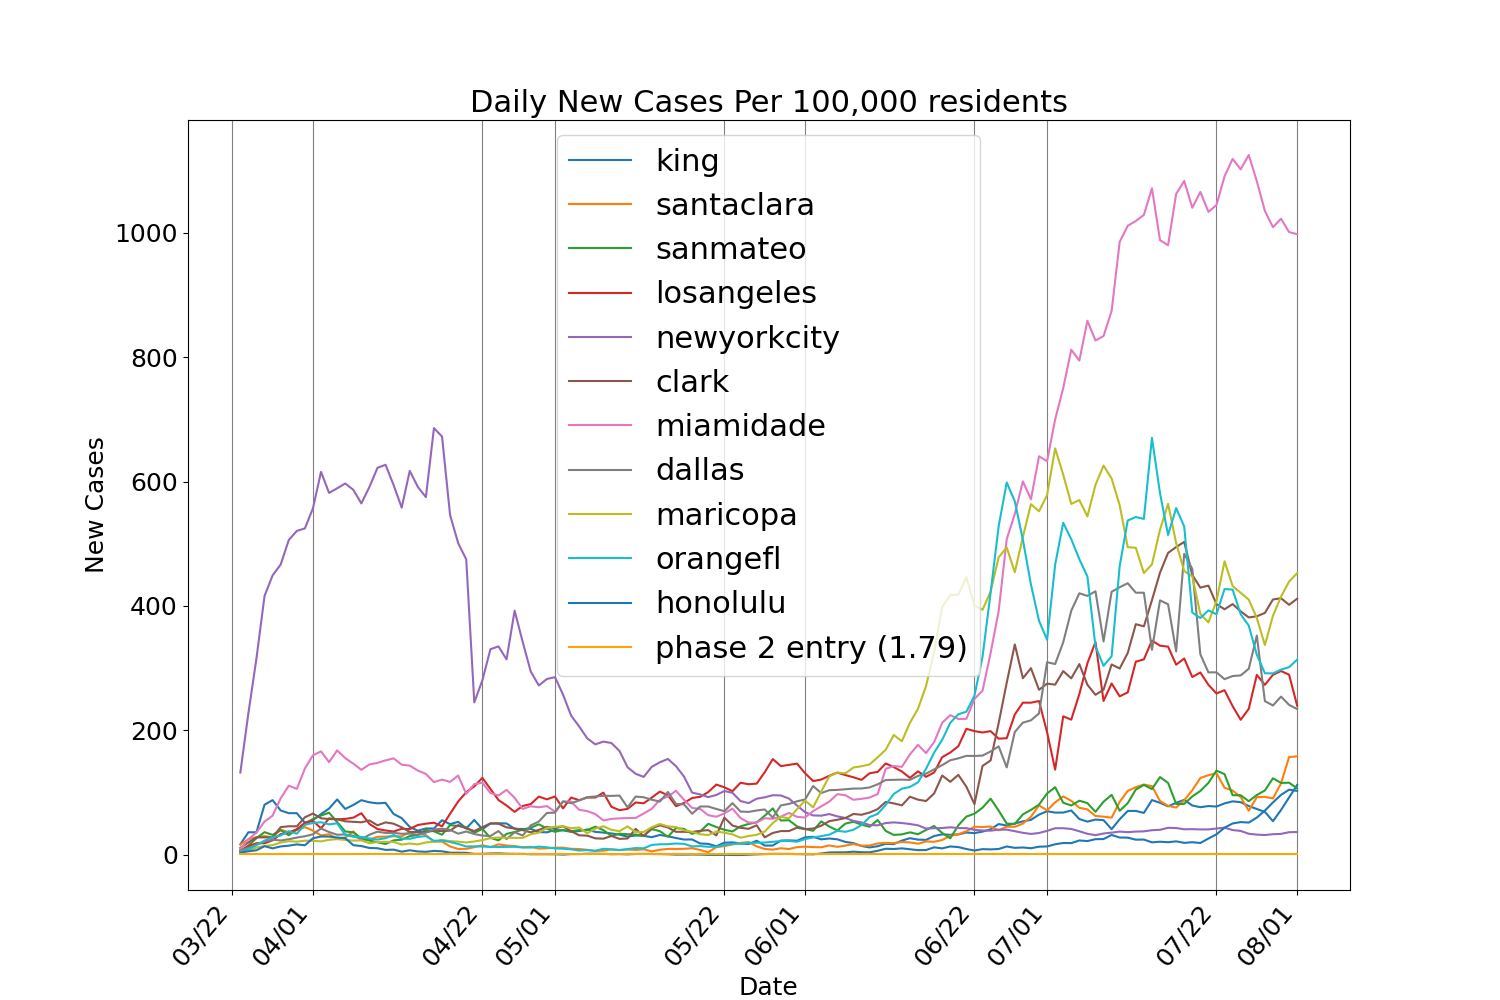 Daily New Cases Per 100,000 residents
king
santaclara
sanmateo
losangeles
newyorkcity
clark
miamidade
dallas
maricopa
orangefl
honolulu
phase 2 entry (1.79)
New Cases
1000
800
600
400
200
0
03/22
04/01
04/22
05/01
05/22
06/01
06/22
07/01
07/22
08/01
Date